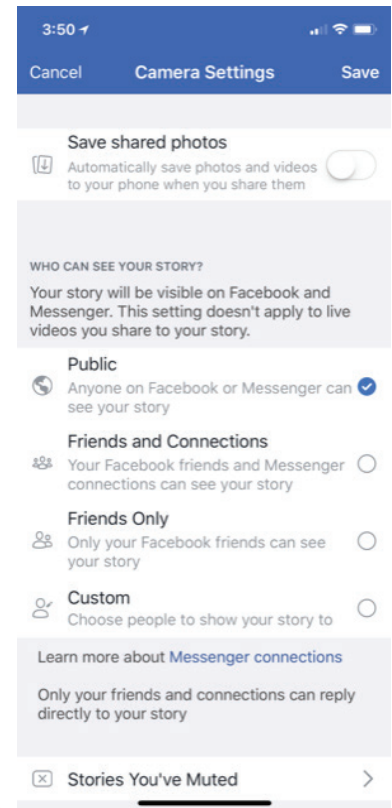 3:50
Cancel Camera Settings Save
Save shared photos
Automatically save photos and videos
to your phone when you share them
WHO CAN SEE YOUR STORY?
Your story will be visible on Facebook and
Messenger. This setting doesn't apply to live
videos you share to your story.
Public
Anyone on Facebook or Messenger can
see your story
Friends and Connections
Your Facebook friends and Messenger
connections can see your story
Friends Only
Only your Facebook friends can see
your story
Custom
Choose people to show your story to
Learn more about Messenger connections
Only your friends and connections can reply
directly to your story
Stories You've Muted